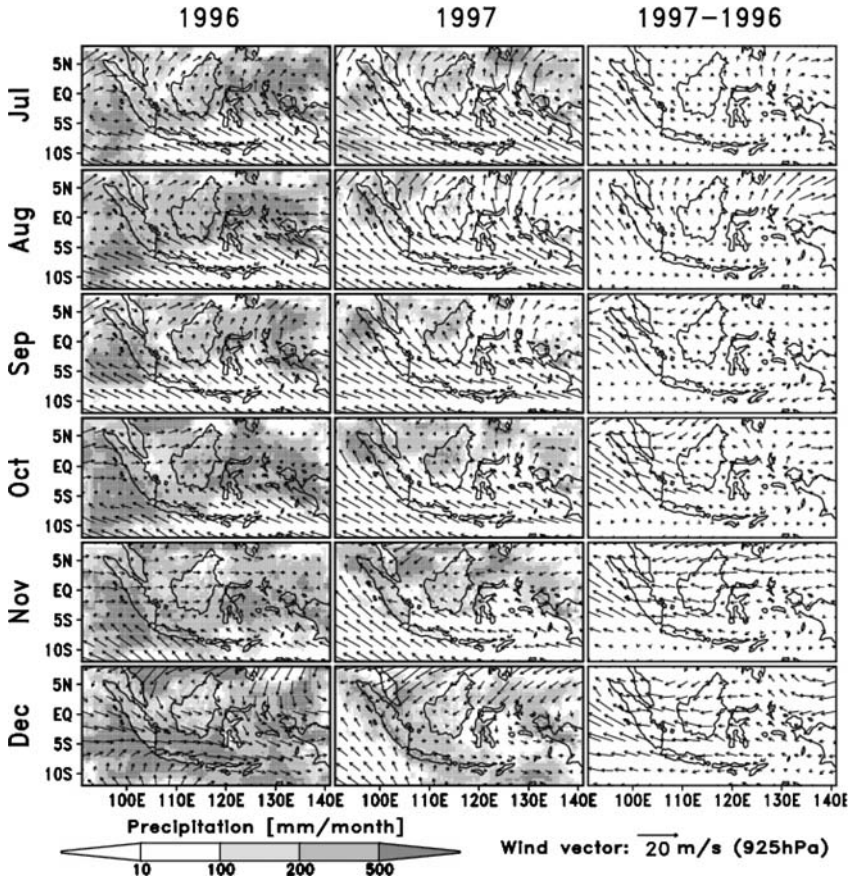 1996 1997 1997-1996
Jul 5N EQ 5S 10S
Aug 5N EQ 5S 10S
Sep 5N EQ 5S 10S
Oct 5N EQ 5S 10S
Nov 5N EQ 5S 10S
Dec 5N EQ 5S 10S
100E 110E 120E 130E 140E 100E 110E 120E 130E 140E 100E 110E 120E 130E 140E
Precipitation [mm/month]
10 100 200 500
Wind vector: 20 m/s (925hPa)